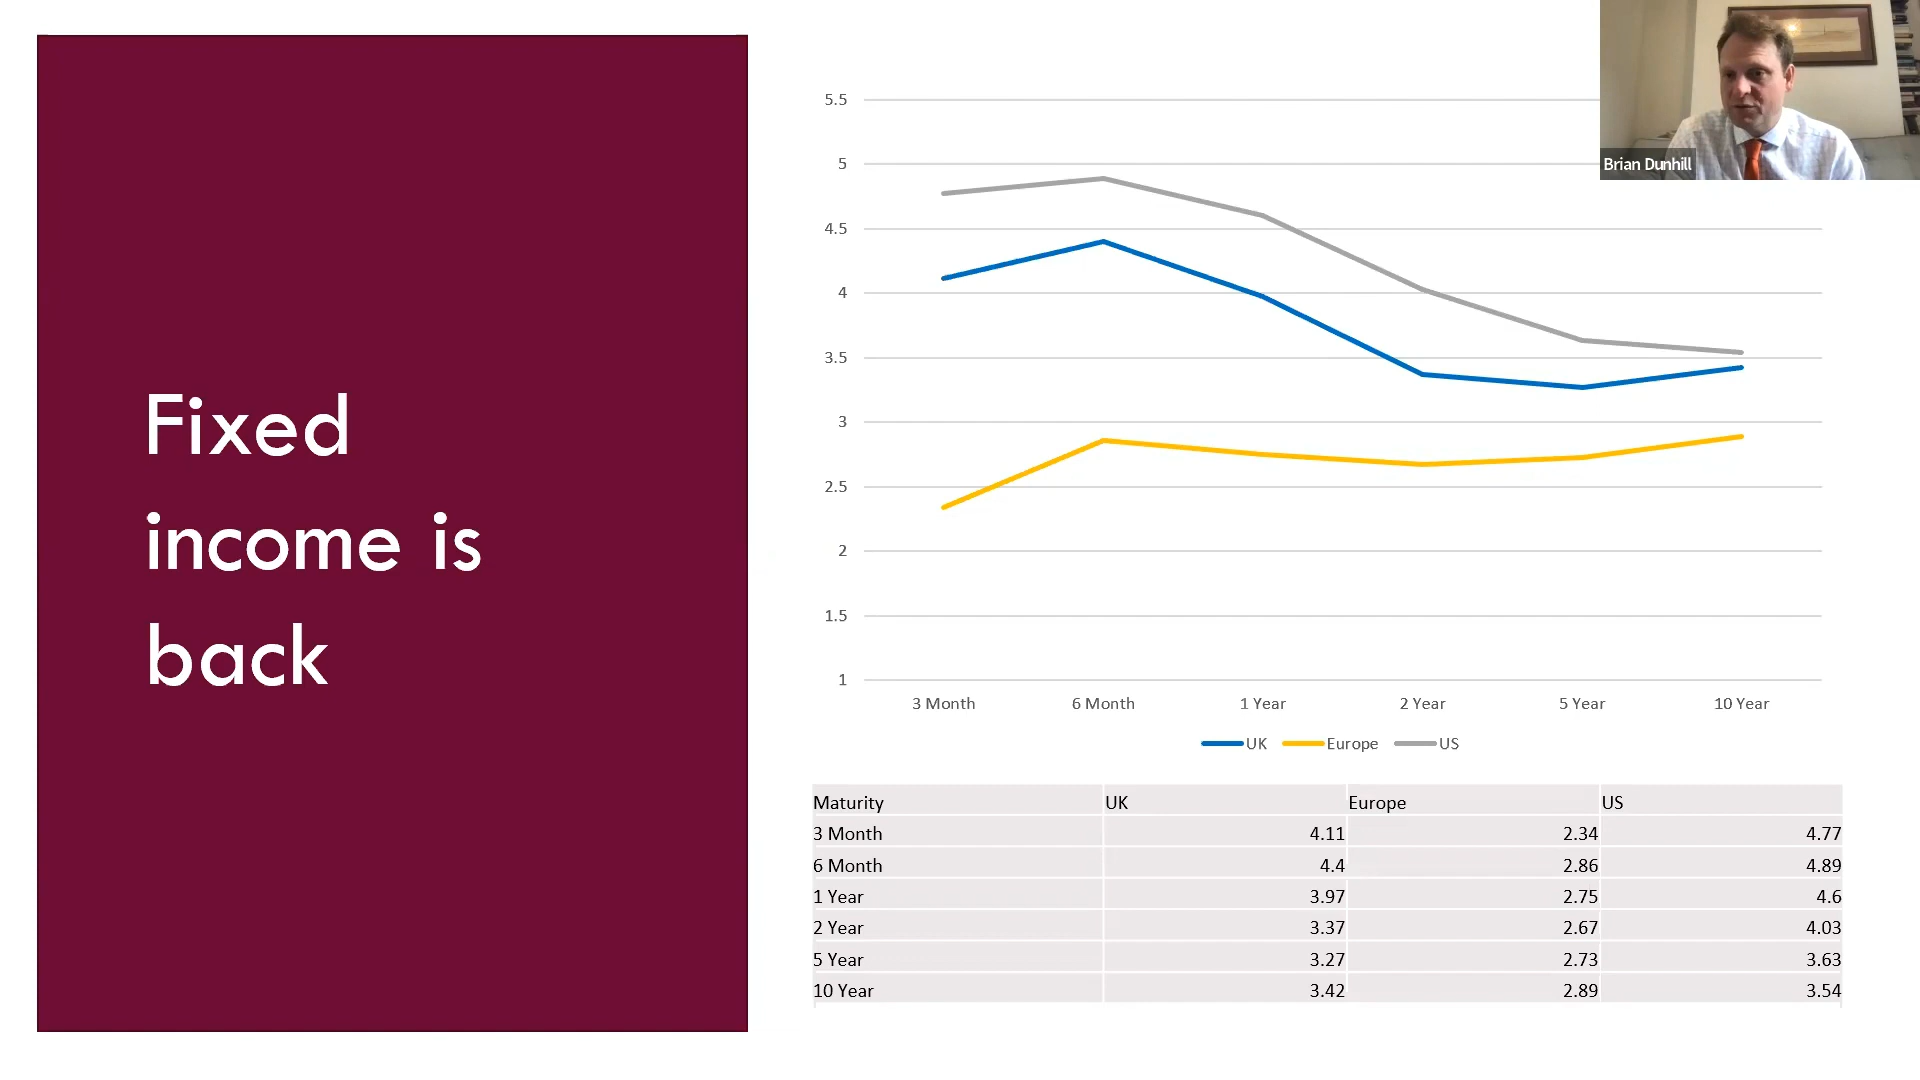 Fixed
income is
back
5.5
5
4.5
4
3.5
3
2.5
2
1.5
1
3 Month 6 Month 1 Year 2 Year 5 Year 10 Year
UK Europe US
Maturity UK Europe US
3 Month 4.11 2.34 4.77
6 Month 4.4 2.86 4.89
1 Year 3.97 2.75 4.6
2 Year 3.37 2.67 4.03
5 Year 3.27 2.73 3.63
10 Year 3.42 2.89 3.54
Brian Dunhill